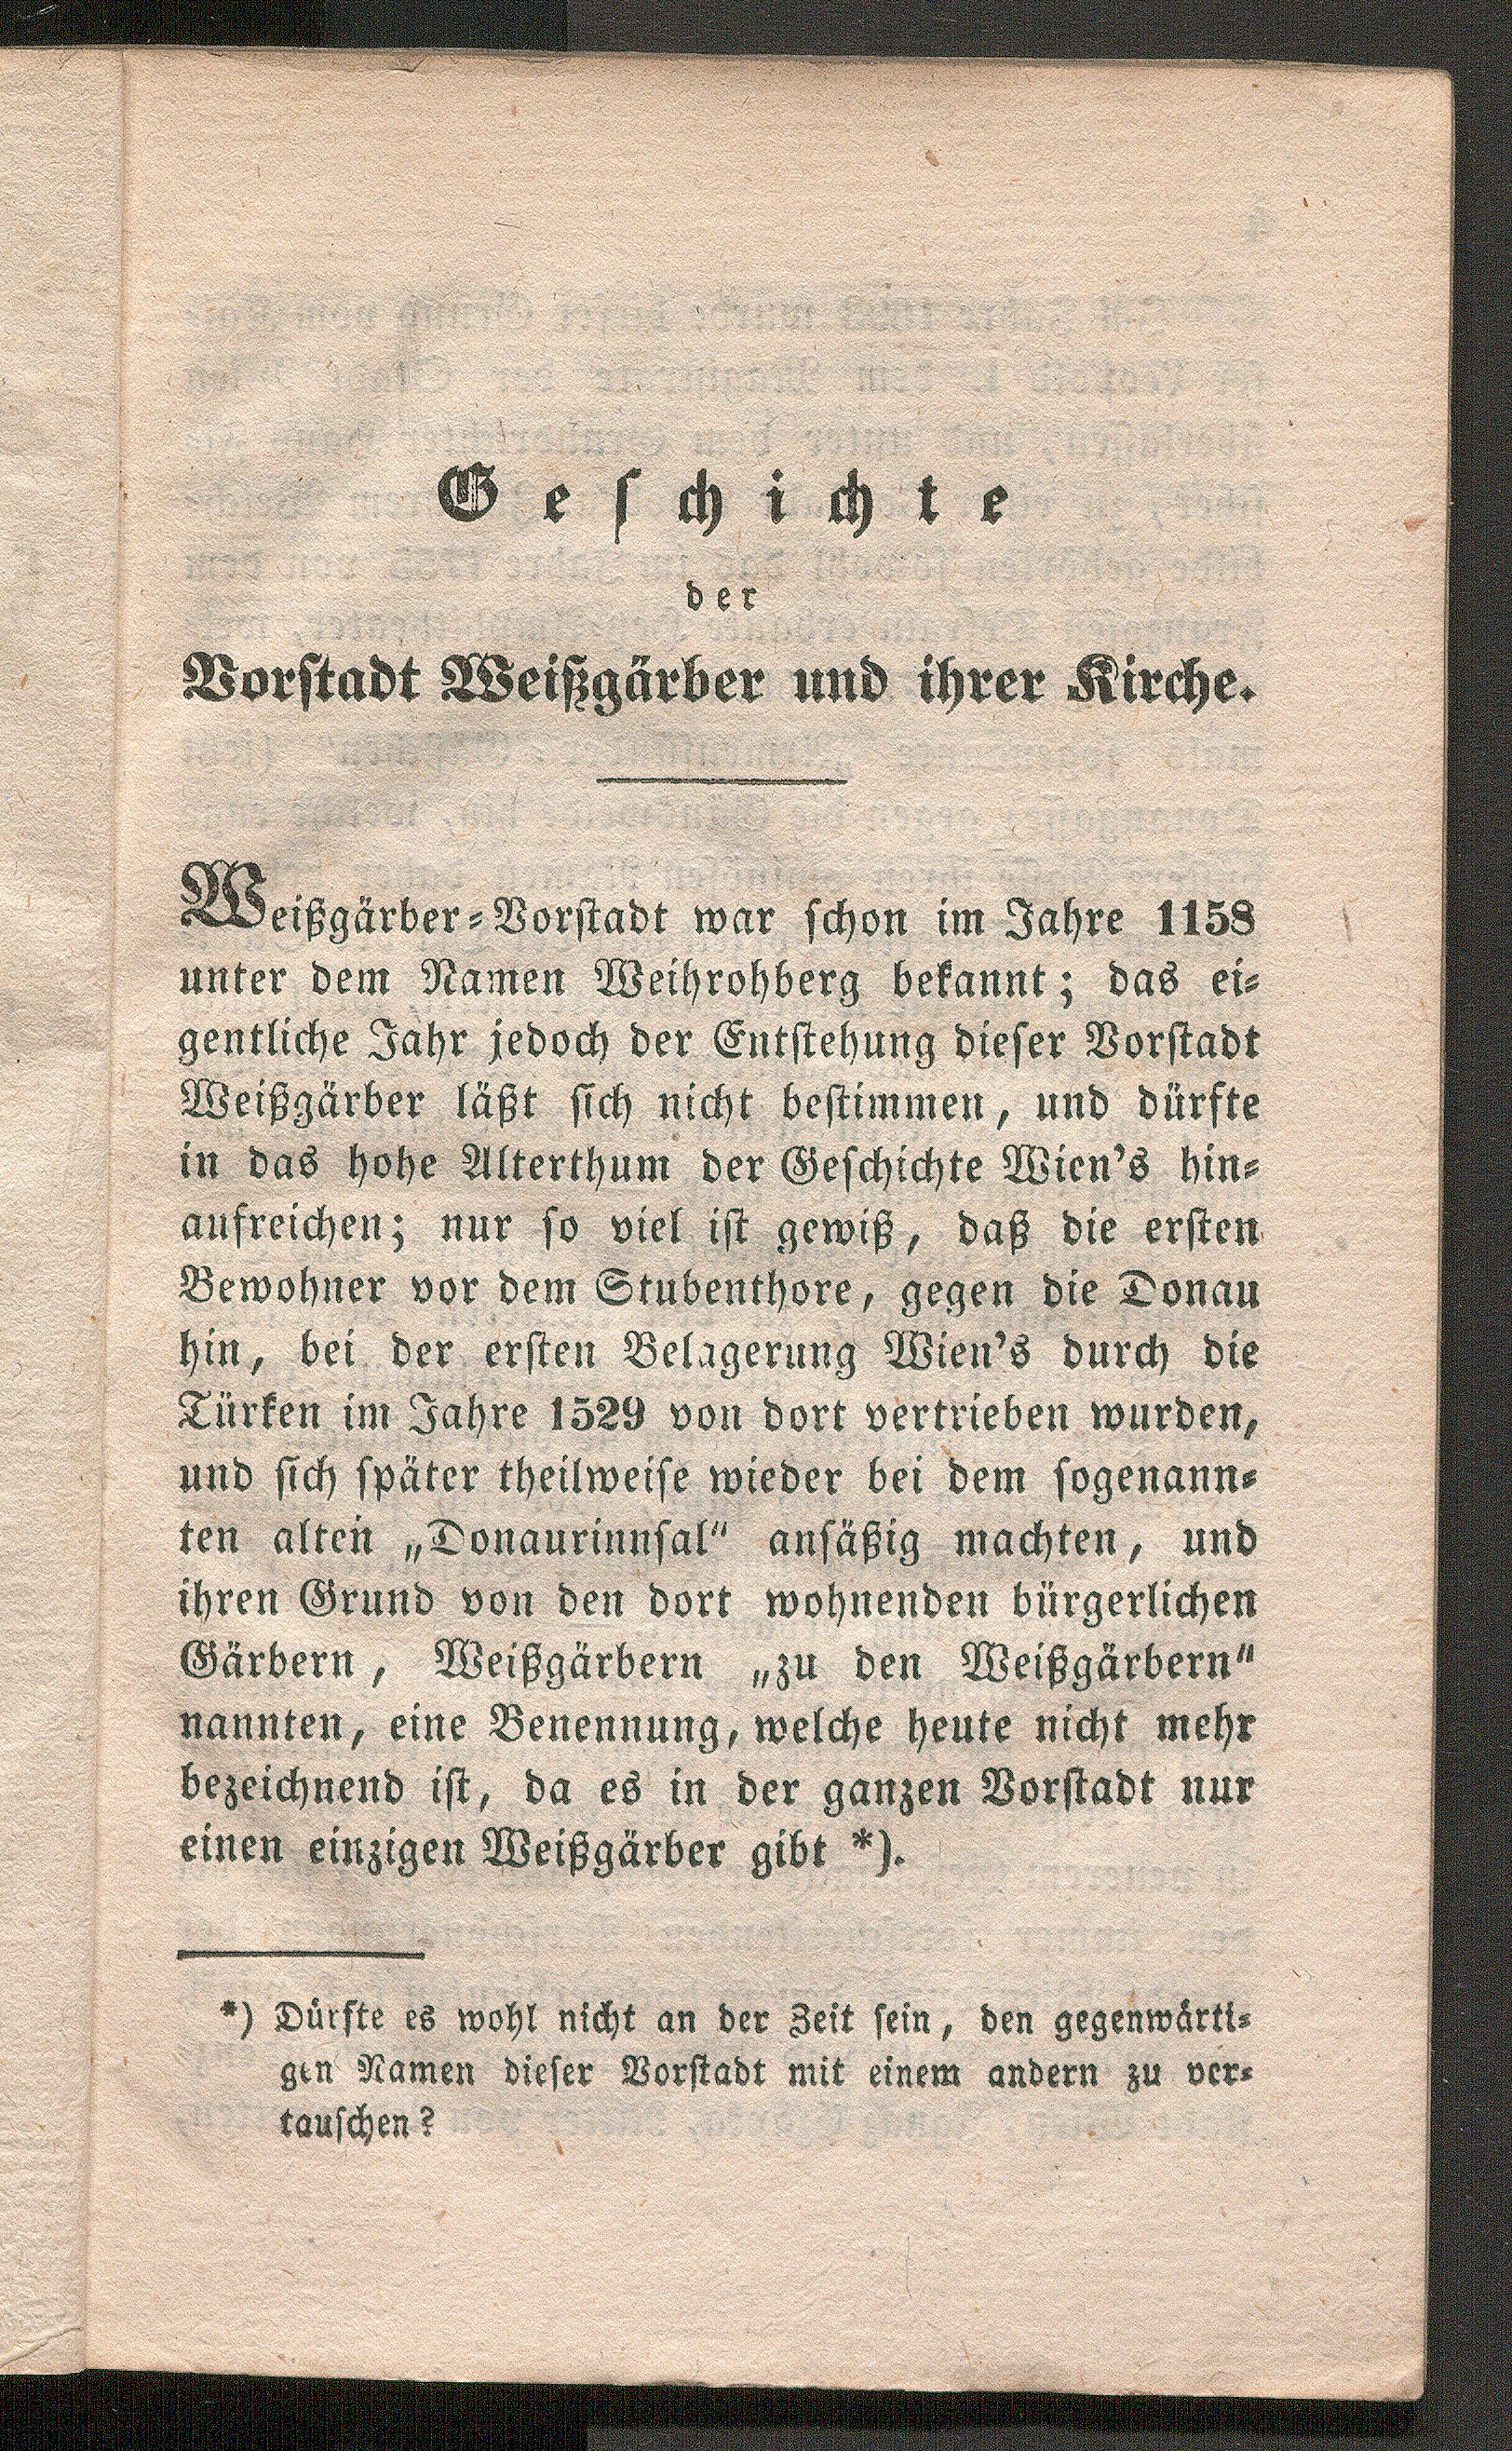 Geschichte
der
Vorstadt Weißgärber und ihrer Kirche.
Weißgärber-Vorstadt war schon im Jahre 1158
unter dem Namen Weihrohberg bekannt; das ei-
gentliche Jahr jedoch der Entstehung dieser Vorstadt
Weißgärber läßt sich nicht bestimmen, und dürfte
in das hohe Alterthum der Geschichte Wien's hin-
aufreichen; nur so viel ist gewiß, daß die ersten
Bewohner vor dem Stubenthore, gegen die Donau
hin, bei der ersten Belagerung Wien's durch die
Türken im Jahre 1529 von dort vertrieben wurden,
und sich später theilweise wieder bei dem sogenann-
ten alten „Donaurinnsal“ ansäßig machten, und
ihren Grund von den dort wohnenden bürgerlichen
Gärbern, Weißgärbern „zu den Weißgärbern“
nannten, eine Benennung, welche heute nicht mehr
bezeichnend ist, da es in der ganzen Vorstadt nur
einen einzigen Weißgärber gibt *).
*) Dürfte es wohl nicht an der Zeit sein, den gegenwärti-
gen Namen dieser Vorstadt mit einem andern zu ver-
tauschen?